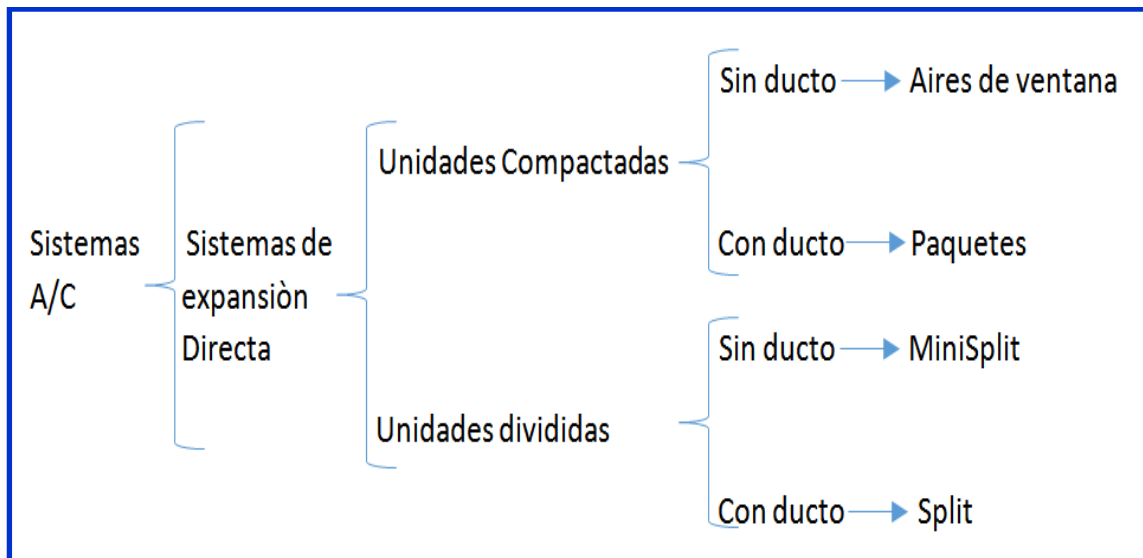 Sin ducto Aires de ventana
Unidades Compactadas
Con ducto Paquetes
Sistemas
A/C
Sistemas de
expansiòn
Directa
Sin ducto MiniSplit
Unidades divididas
Con ducto Split